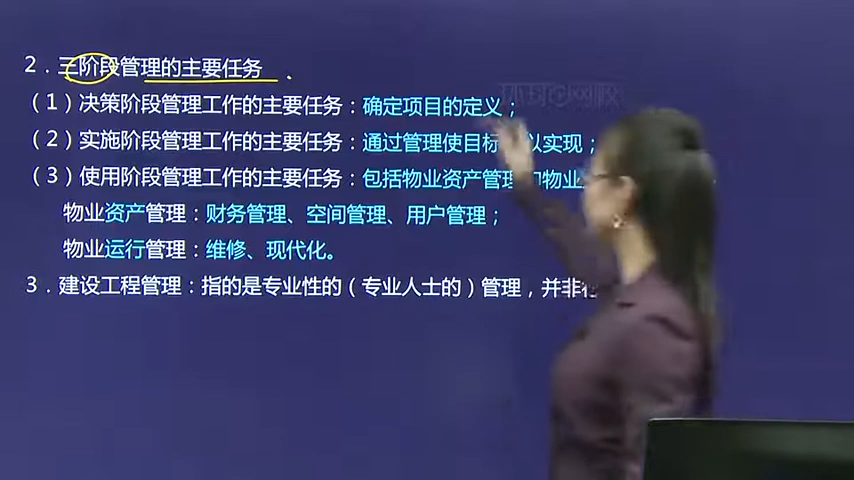 2．三阶段管理的主要任务
（1）决策阶段管理工作的主要任务：确定项目的定义；
（2）实施阶段管理工作的主要任务：通过管理使目标以实现；
（3）使用阶段管理工作的主要任务：包括物业资产管理和物业
物业资产管理：财务管理、空间管理、用户管理；
物业运行管理：维修、现代化。
3．建设工程管理：指的是专业性的（专业人士的）管理，并非